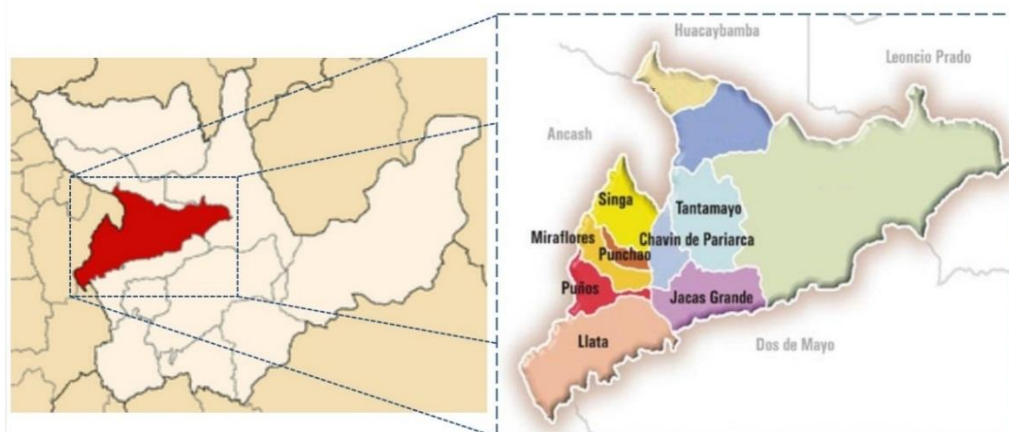 Huacaybamba
Leoncio Prado
Ancash
Singa
Tantamayo
Miraflores
Chavin de Pariarca
Punchao
Puños
Jacas Grande
Llata
Dos de Mayo